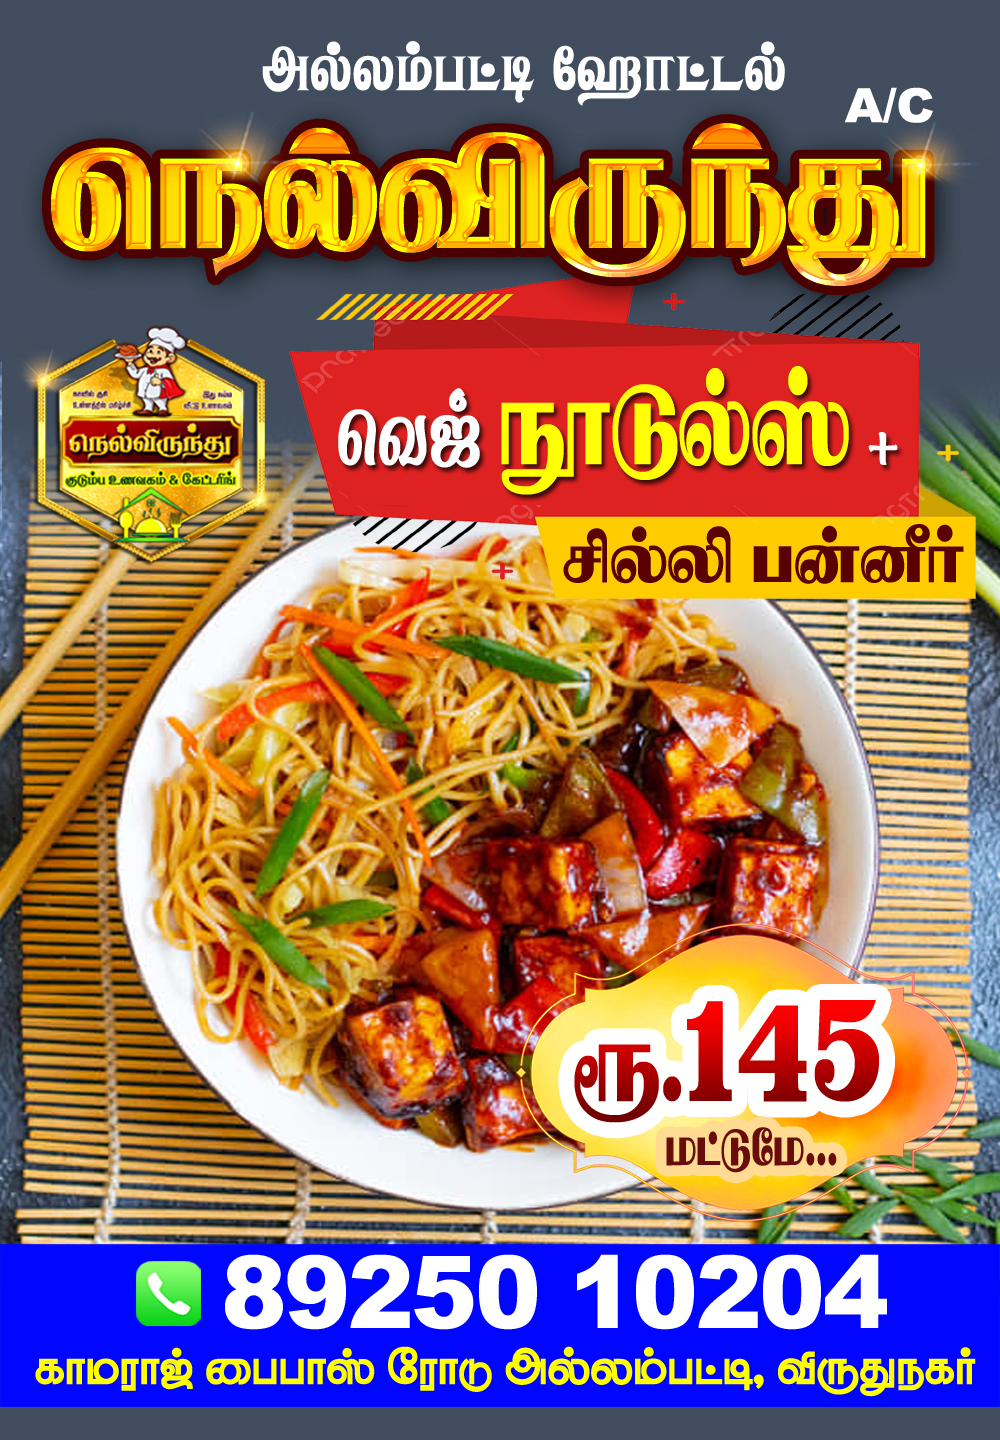 அல்லம்பட்டி ஹோட்டல்
A/C
நெல்விருந்து
நெல்விருந்து
குடும்ப உணவகம் & கேட்டரிங்
வெஜ் நூடுல்ஸ் +
சில்லி பன்னீர்
ரூ.145
மட்டுமே...
89250 10204
காமராஜ் பைபாஸ் ரோடு அல்லம்பட்டி, விருதுநகர்